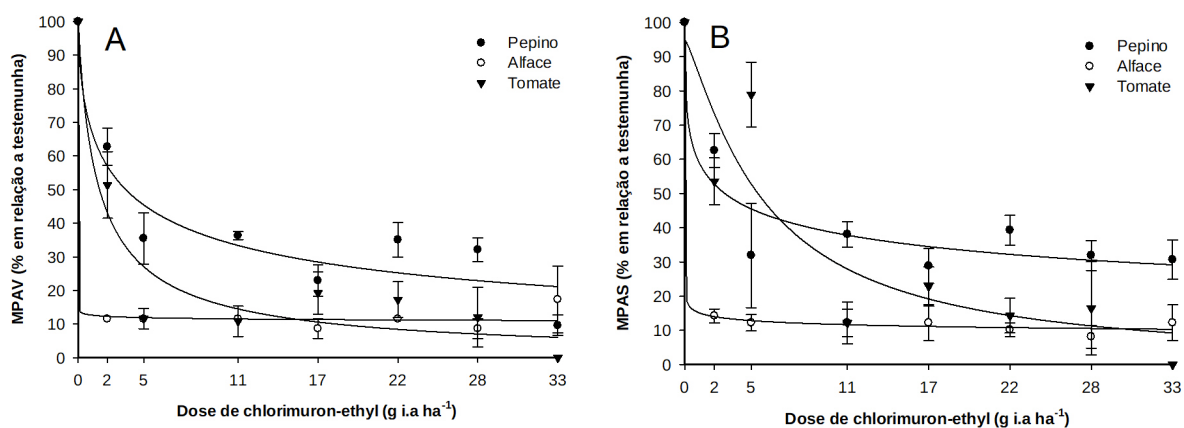 A
Pepino
Alface
Tomate
100
90
80
70
60
50
40
30
20
10
0
MPAV (% em relação a testemunha)
0 2 5 11 17 22 28 33
Dose de chlorimuron-ethyl (g i.a ha-1)
B
Pepino
Alface
Tomate
100
90
80
70
60
50
40
30
20
10
0
MPAS (% em relação a testemunha)
0 2 5 11 17 22 28 33
Dose de chlorimuron-ethyl (g i.a ha-1)